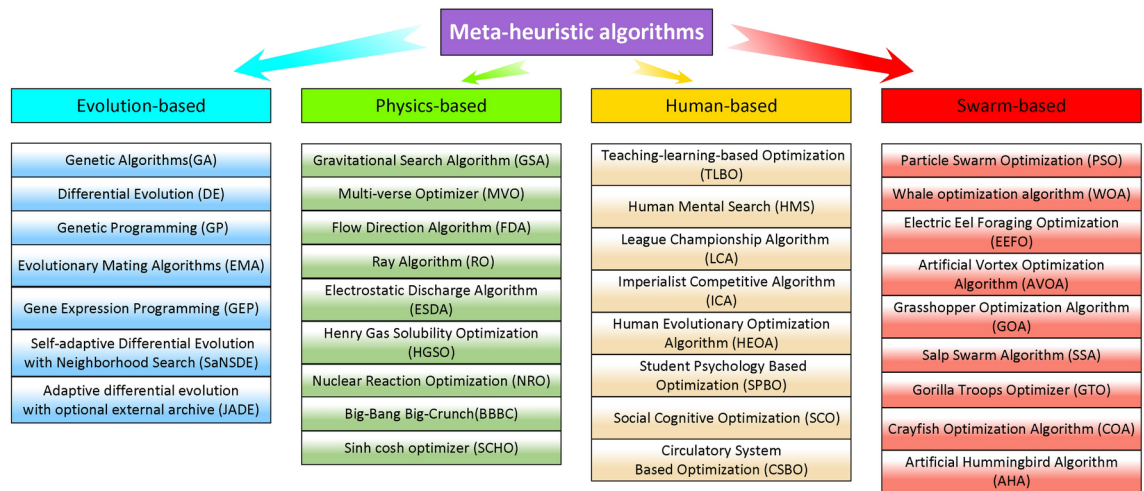 Meta-heuristic algorithms
Evolution-based
Genetic Algorithms(GA)
Differential Evolution (DE)
Genetic Programming (GP)
Evolutionary Mating Algorithms (EMA)
Gene Expression Programming (GEP)
Self-adaptive Differential Evolution
with Neighborhood Search (SaNSDE)
Adaptive differential evolution
with optional external archive (JADE)
Physics-based
Gravitational Search Algorithm (GSA)
Multi-verse Optimizer (MVO)
Flow Direction Algorithm (FDA)
Ray Algorithm (RO)
Electrostatic Discharge Algorithm
(ESDA)
Henry Gas Solubility Optimization
(HGSO)
Nuclear Reaction Optimization (NRO)
Big-Bang Big-Crunch(BBBC)
Sinh cosh optimizer (SCHO)
Human-based
Teaching-learning-based Optimization
(TLBO)
Human Mental Search (HMS)
League Championship Algorithm
(LCA)
Imperialist Competitive Algorithm
(ICA)
Human Evolutionary Optimization
Algorithm (HEOA)
Student Psychology Based
Optimization (SPBO)
Social Cognitive Optimization (SCO)
Circulatory System
Based Optimization (CSBO)
Swarm-based
Particle Swarm Optimization (PSO)
Whale optimization algorithm (WOA)
Electric Eel Foraging Optimization
(EEFO)
Artificial Vortex Optimization
Algorithm (AVOA)
Grasshopper Optimization Algorithm
(GOA)
Salp Swarm Algorithm (SSA)
Gorilla Troops Optimizer (GTO)
Crayfish Optimization Algorithm (COA)
Artificial Hummingbird Algorithm
(AHA)